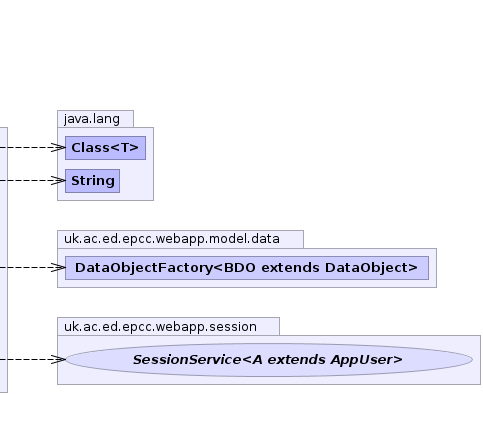 java.lang
Class<T>
String
uk.ac.ed.epcc.webapp.model.data
DataObjectFactory<BDO extends DataObject>
uk.ac.ed.epcc.webapp.session
SessionService<A extends AppUser>